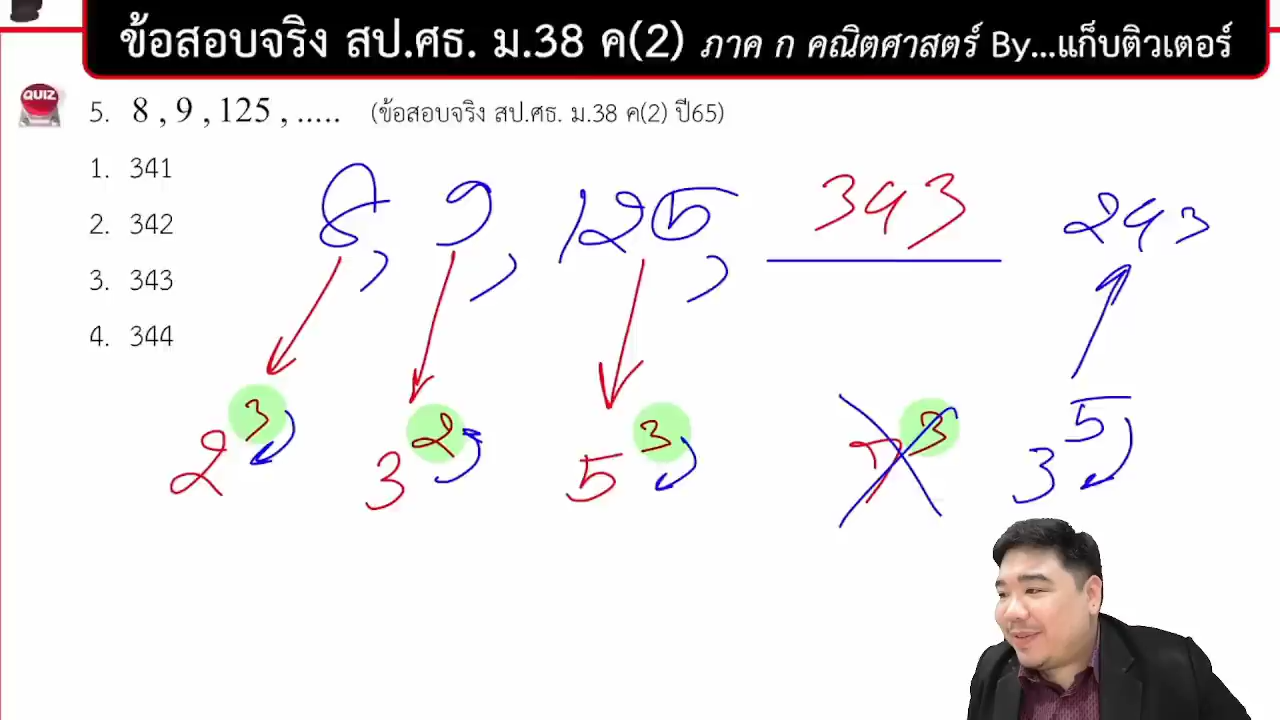 ข้อสอบจริง สป.ศธ. ม.38 ค(2) ภาค ก คณิตศาสตร์ By...แก็บติวเตอร์
QUIZ
5. 8 , 9 , 125 , ..... (ข้อสอบจริง สป.ศธ. ม.38 ค(2) ปี65)
1. 341
2. 342
3. 343
4. 344
8, 9, 125, 343 243
2³ 3² 5³ 7³ 3⁵